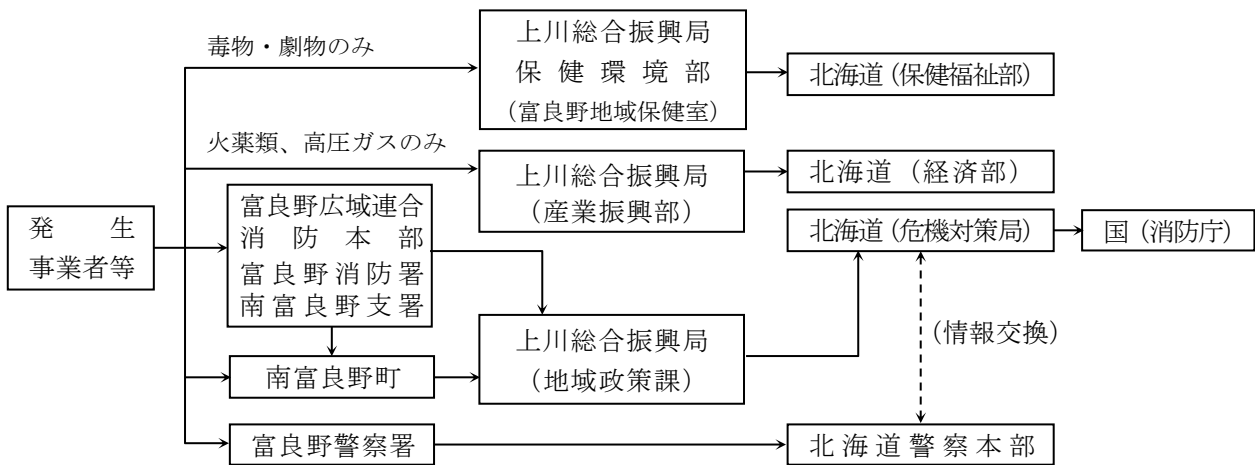 毒物・劇物のみ
上川総合振興局
保健環境部
（富良野地域保健室）
北海道（保健福祉部）
火薬類、高圧ガスのみ
上川総合振興局
（産業振興部）
北海道（経済部）
発生
事業者等
富良野広域連合
消防本部
富良野消防署
南富良野支署
北海道（危機対策局）
国（消防庁）
上川総合振興局
（地域政策課）
（情報交換）
南富良野町
富良野警察署
北海道警察本部